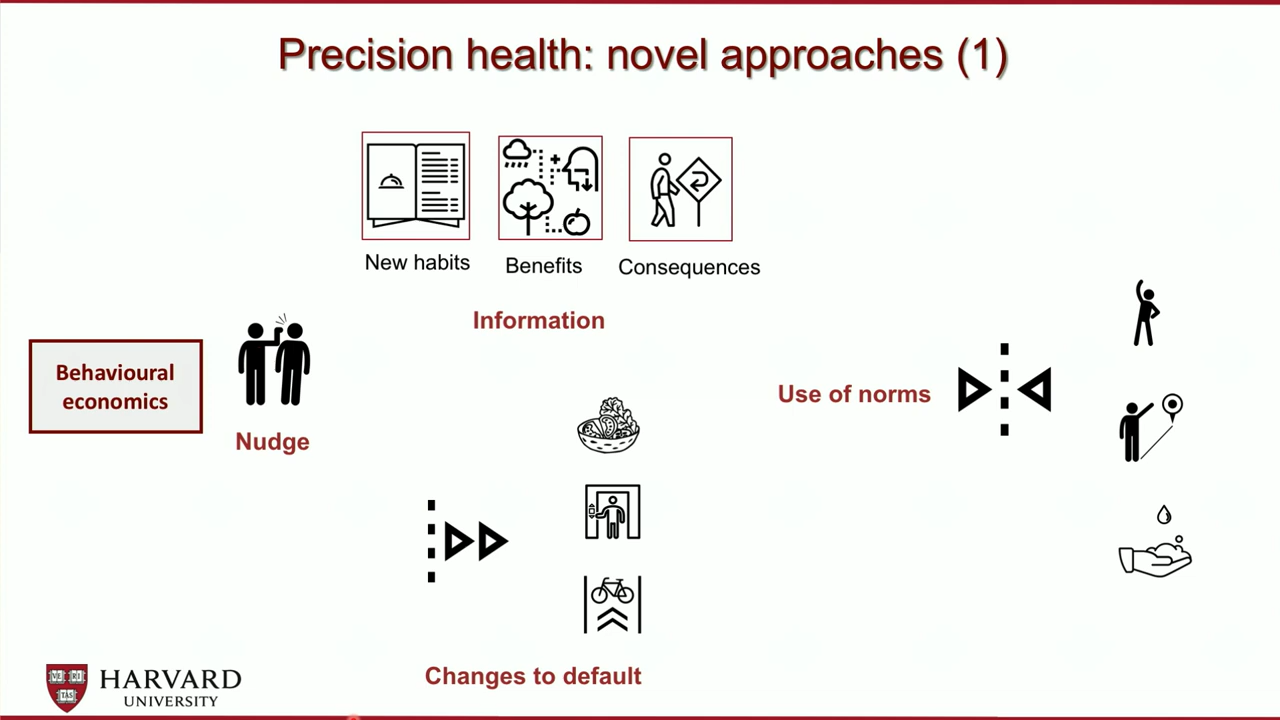 Precision health: novel approaches (1)
New habits
Benefits
Consequences
Information
Behavioural
economics
Nudge
Use of norms
Changes to default
HARVARD
UNIVERSITY